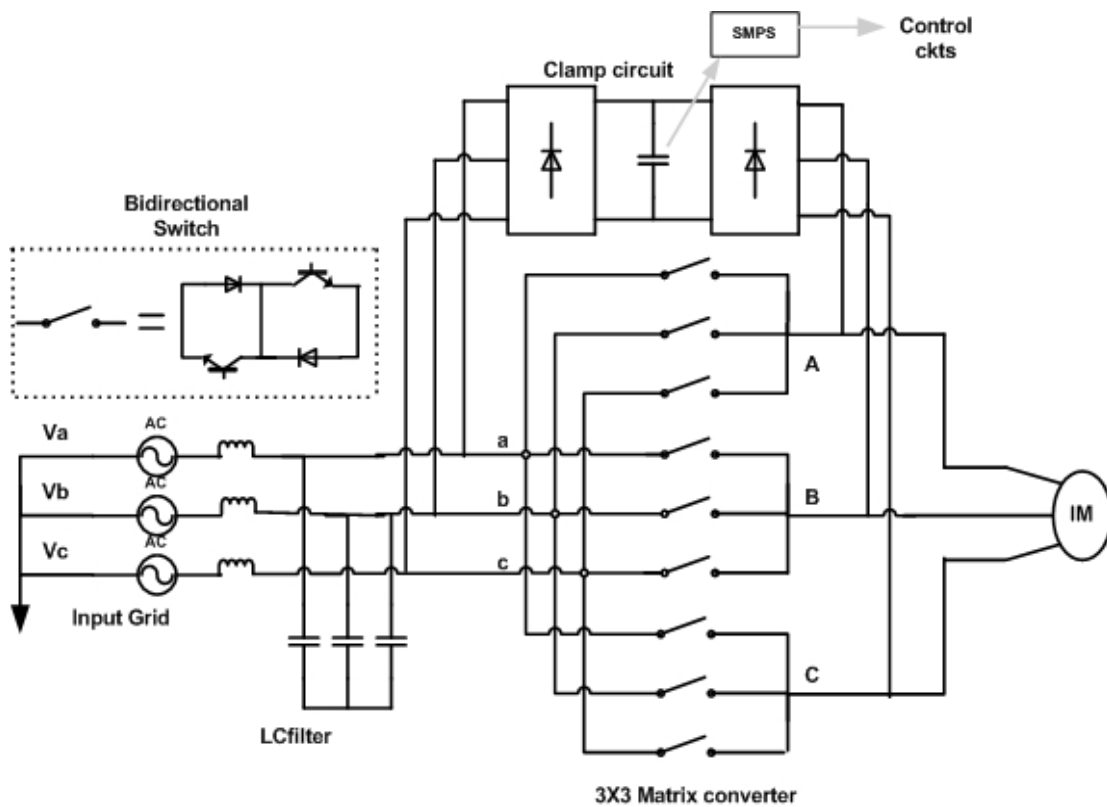 SMPS
Control
ckts
Clamp circuit
Bidirectional
Switch
A
Va
AC
a
Vb
AC
b
B
IM
Vc
AC
c
Input Grid
C
LCfilter
3X3 Matrix converter